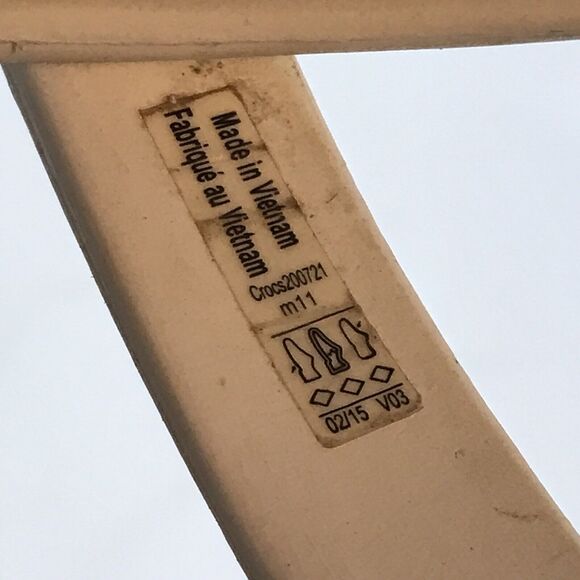 Made in Vietnam
Fabriqué au Vietnam
Crocs200721
m11
02/15 V03